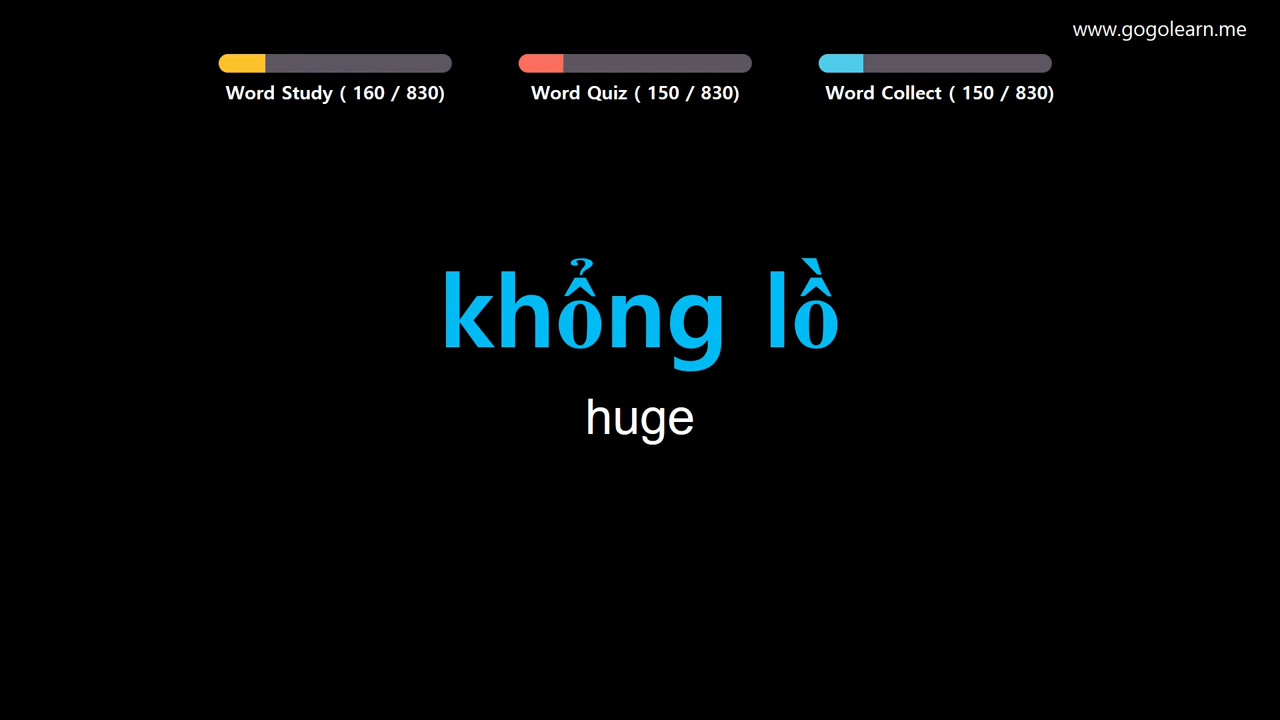 www.gogolearn.me
Word Study ( 160 / 830)
Word Quiz ( 150 / 830)
Word Collect ( 150 / 830)
khổng lồ
huge